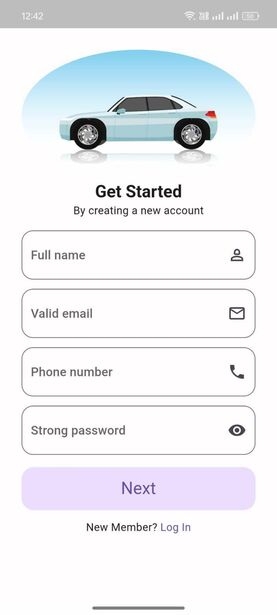 12:42
Get Started
By creating a new account
Full name
Valid email
Phone number
Strong password
Next
New Member? Log In